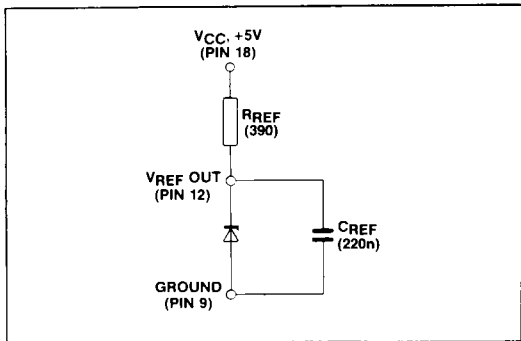 VCC, +5V
(PIN 18)
RREF
(390)
VREF OUT
(PIN 12)
CREF
(220n)
GROUND
(PIN 9)